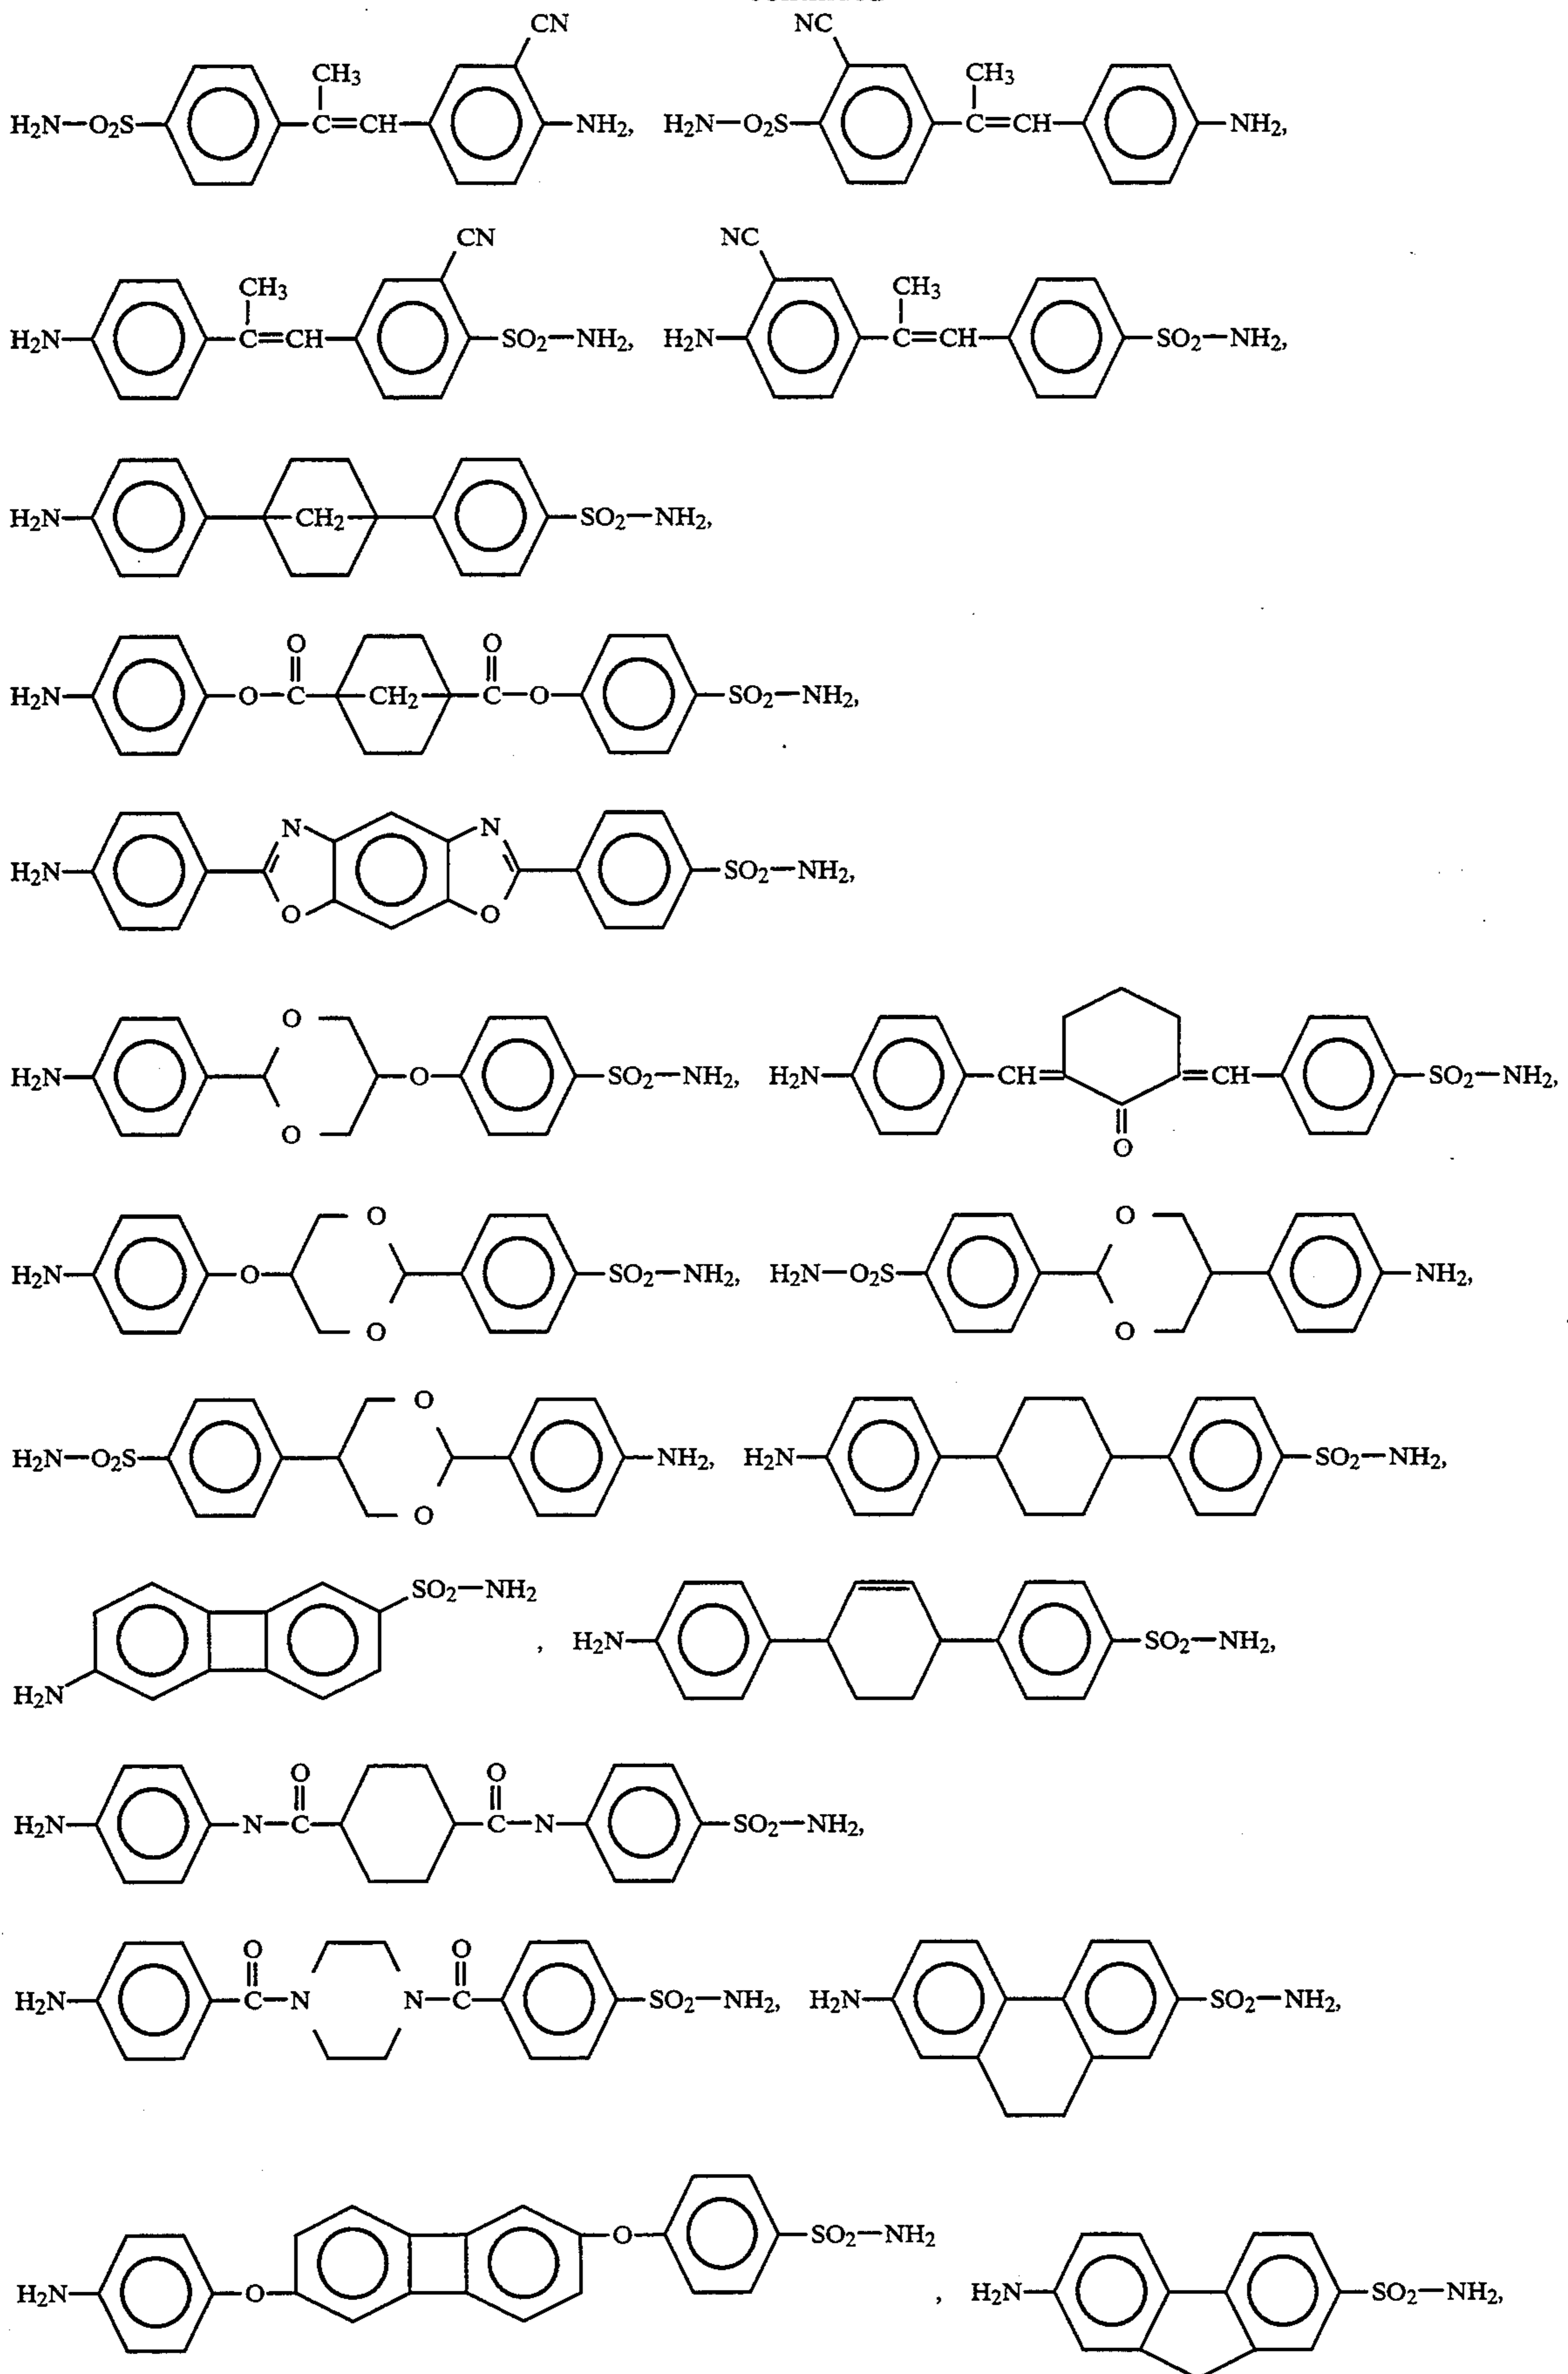 CN NC
CH3 CH3
H2N—O2S C=CH NH2, H2N—O2S C=CH NH2,
CN NC
CH3 CH3
H2N C=CH SO2—NH2, H2N C=CH SO2—NH2,
H2N CH2 SO2—NH2,
O O
H2N O—C CH2 C—O SO2—NH2,
N N
H2N SO2—NH2,
O O
O
H2N O SO2—NH2, H2N CH= =CH SO2—NH2,
O O
O O
H2N O SO2—NH2, H2N—O2S NH2,
O O
O
H2N—O2S NH2, H2N SO2—NH2,
O
SO2—NH2
, H2N SO2—NH2,
H2N
O O
H2N N—C C—N SO2—NH2,
O O
H2N C—N N—C SO2—NH2, H2N SO2—NH2,
O SO2—NH2
H2N O , H2N SO2—NH2,